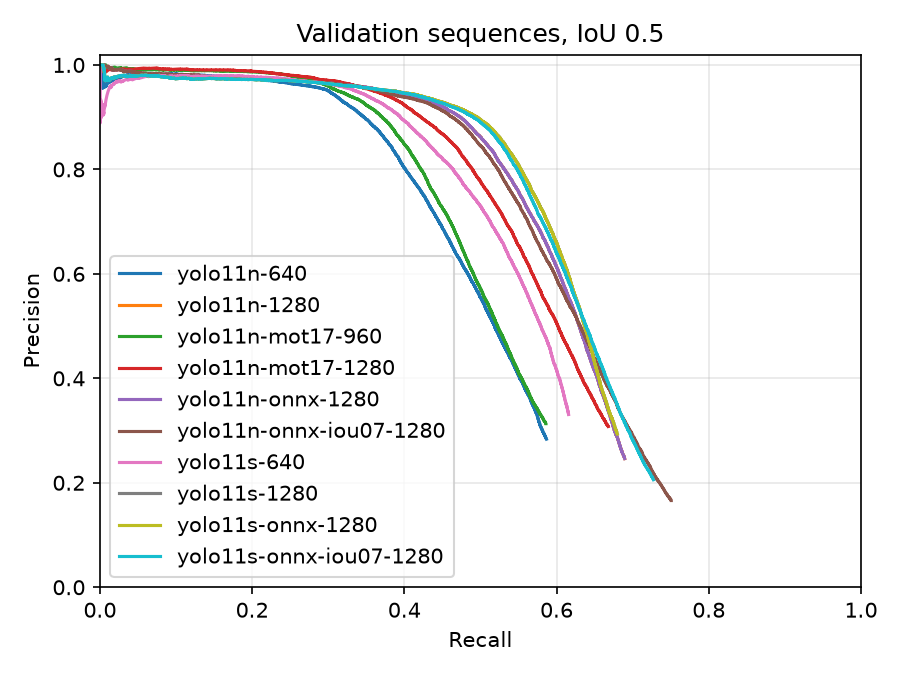 Validation sequences, IoU 0.5
Precision
1.0
0.8
0.6
0.4
0.2
0.0
yolo11n-640
yolo11n-1280
yolo11n-mot17-960
yolo11n-mot17-1280
yolo11n-onnx-1280
yolo11n-onnx-iou07-1280
yolo11s-640
yolo11s-1280
yolo11s-onnx-1280
yolo11s-onnx-iou07-1280
0.0 0.2 0.4 0.6 0.8 1.0
Recall